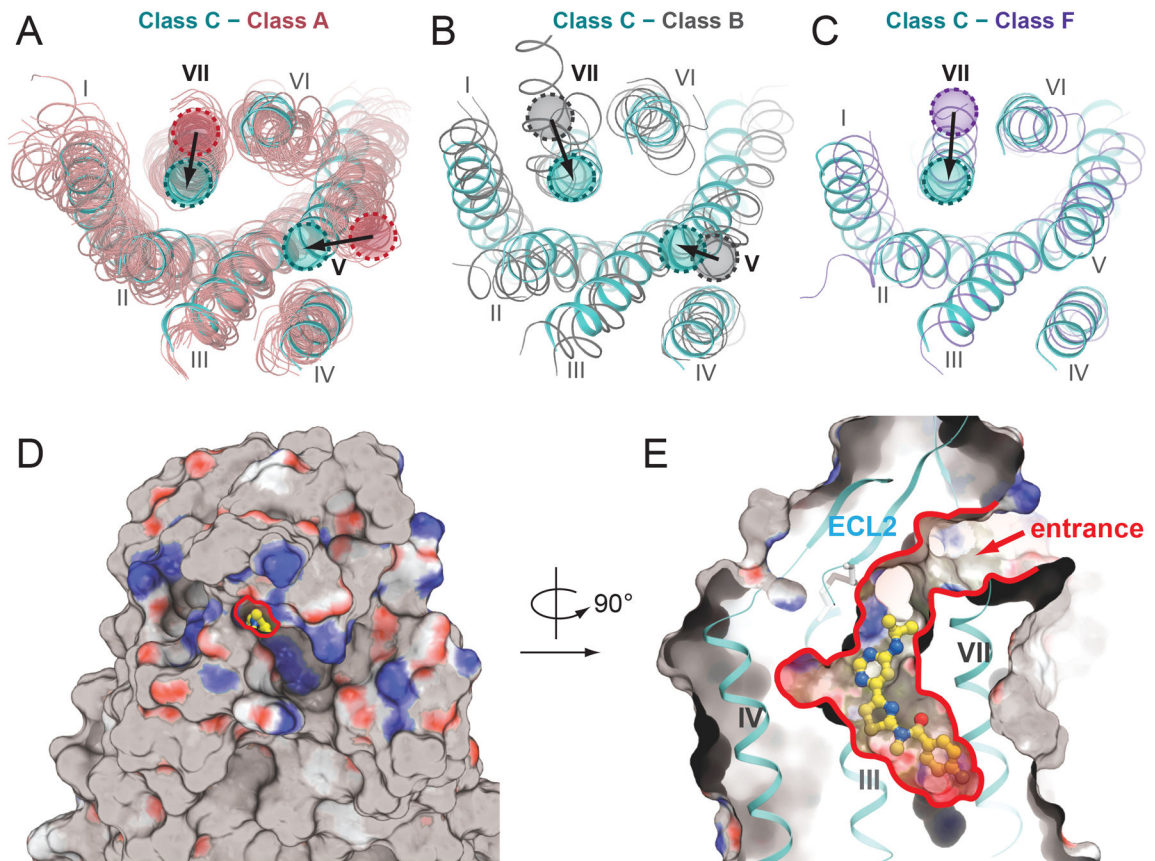 A
Class C – Class A
I
VII
VI
V
II
III
IV
B
Class C – Class B
I
VII
VI
V
II
III
IV
C
Class C – Class F
I
VII
VI
V
II
III
IV
D
90°
E
ECL2
entrance
VII
IV
III